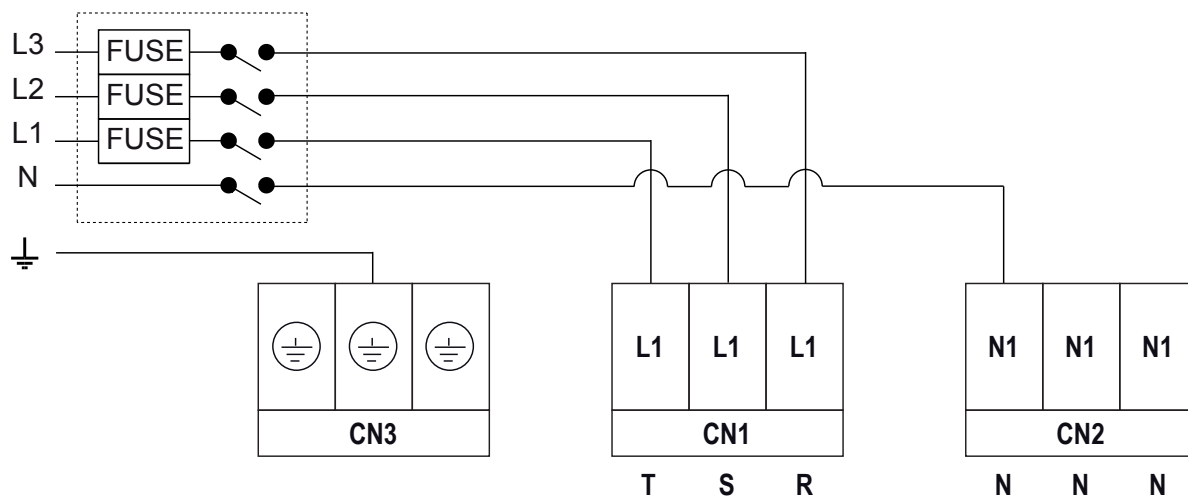 L3 FUSE
L2 FUSE
L1 FUSE
N
L1 L1 L1 N1 N1 N1
CN3 CN1 CN2
T S R N N N